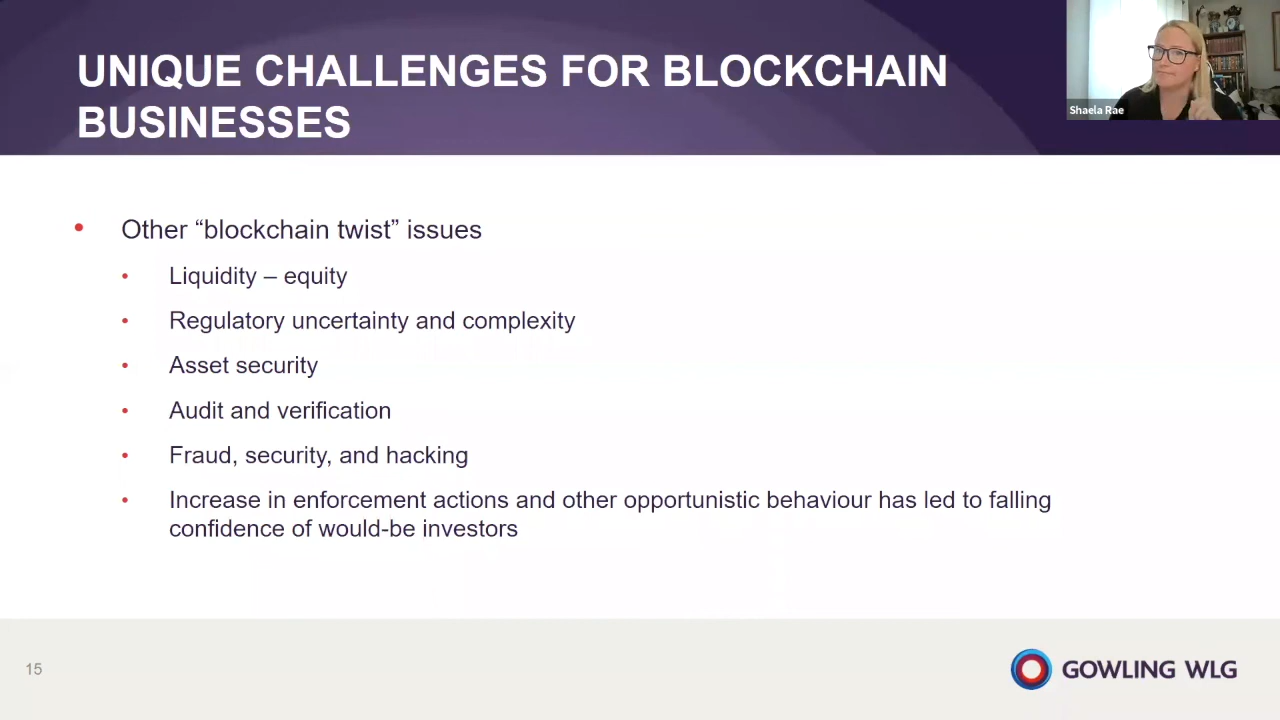 UNIQUE CHALLENGES FOR BLOCKCHAIN
BUSINESSES
Shaela Rae
• Other “blockchain twist” issues
• Liquidity – equity
• Regulatory uncertainty and complexity
• Asset security
• Audit and verification
• Fraud, security, and hacking
• Increase in enforcement actions and other opportunistic behaviour has led to falling
confidence of would-be investors
15
GOWLING WLG